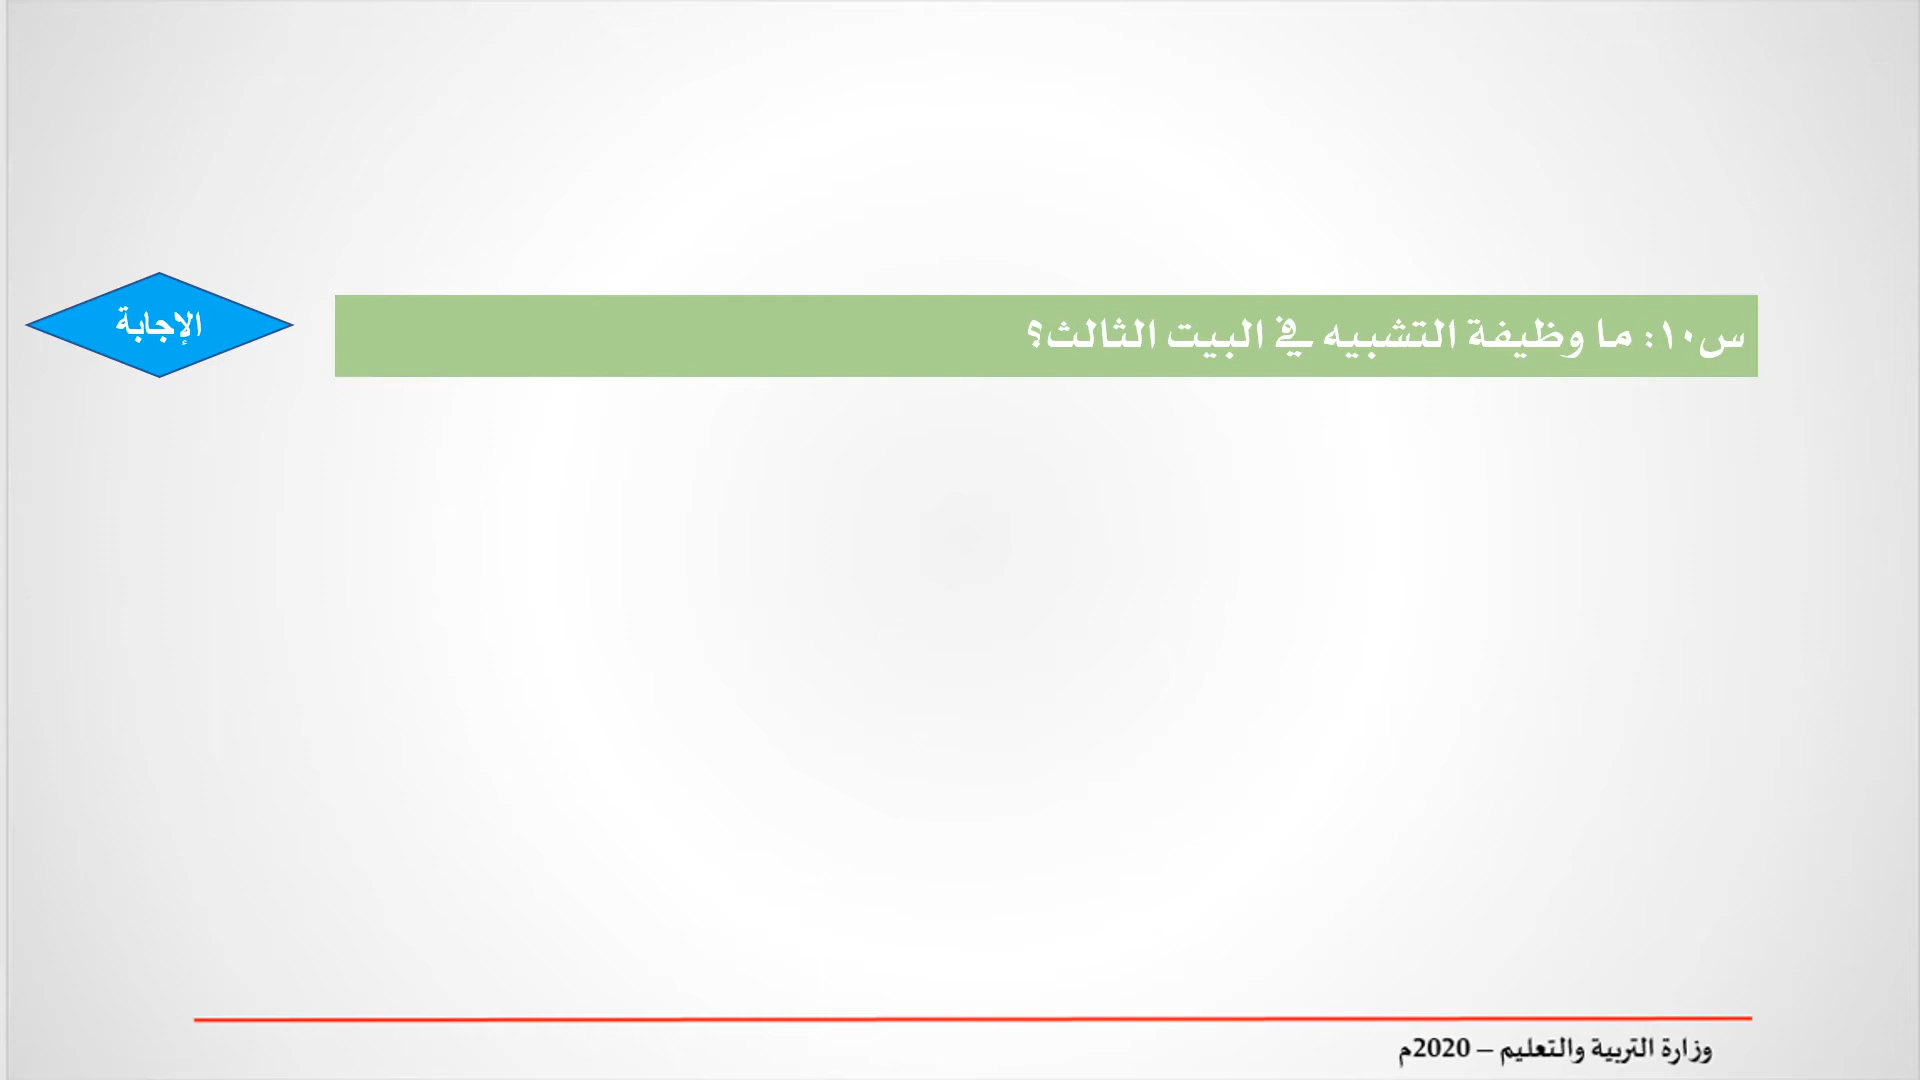 س١٠: ما وظيفة التشبيه في البيت الثالث؟
الإجابة
وزارة التربية والتعليم – 2020م